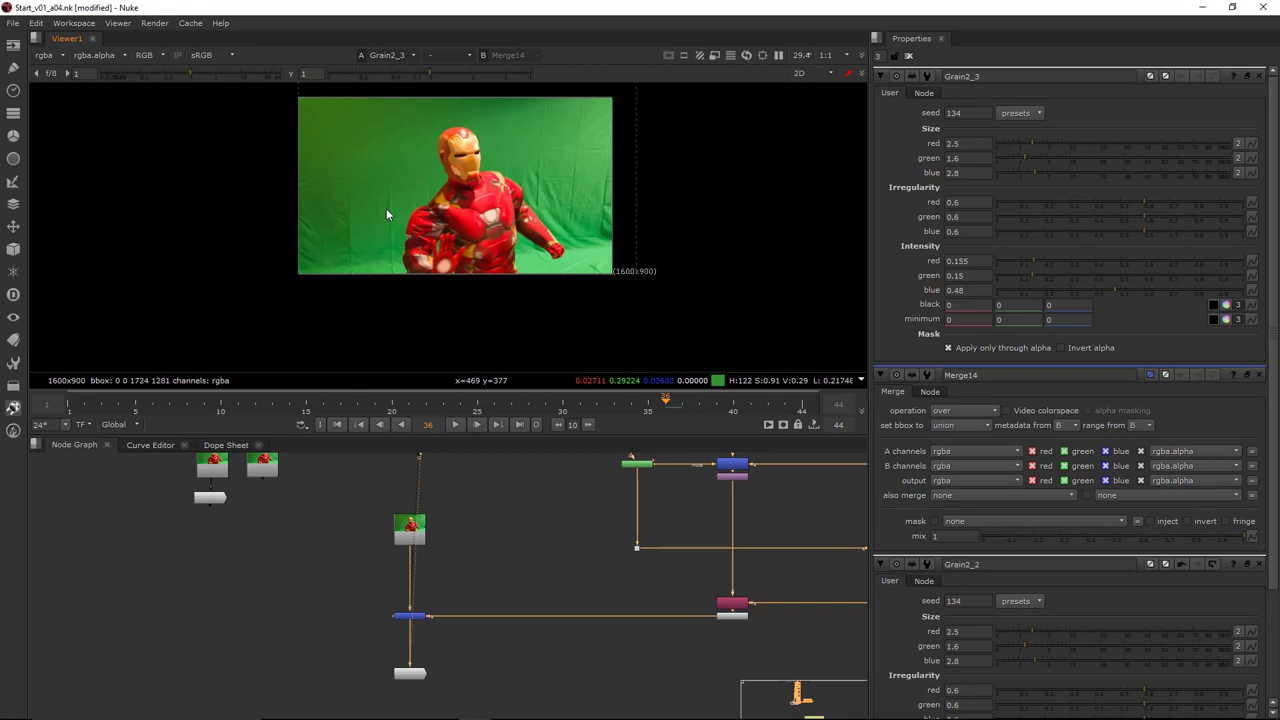 Start_v01_a04.nk [modified] - Nuke
File Edit Workspace Viewer Render Cache Help
Viewer1
rgba rgba.alpha RGB IP sRGB A Grain2_3 - B Merge14 29.4 1:1
f/8 1 y 1 2D
(1600x900)
1600x900 bbox: 0 0 1724 1281 channels: rgba x=469 y=377 0.02711 0.29224 0.03680 0.00000 H:122 S:0.91 V:0.29 L: 0.21748
1 1 5 10 15 20 25 30 35 36 40 44 44
24* TF Global 36 10 44
Node Graph Curve Editor Dope Sheet
Properties
3
Grain2_3
User Node
seed 134 presets
Size
red 2.5 2
green 1.6 2
blue 2.8 2
Irregularity
red 0.6
green 0.6
blue 0.6
Intensity
red 0.155
green 0.15
blue 0.48
black 0 0 0 3
minimum 0 0 0 3
Mask
Apply only through alpha Invert alpha
Merge14
Merge Node
operation over Video colorspace alpha masking
set bbox to union metadata from B range from B
A channels rgba red green blue rgba.alpha =
B channels rgba red green blue rgba.alpha =
output rgba red green blue rgba.alpha =
also merge none none
mask none = inject invert fringe
mix 1
Grain2_2
User Node
seed 134 presets
Size
red 2.5 2
green 1.6 2
blue 2.8 2
Irregularity
red 0.6
green 0.6